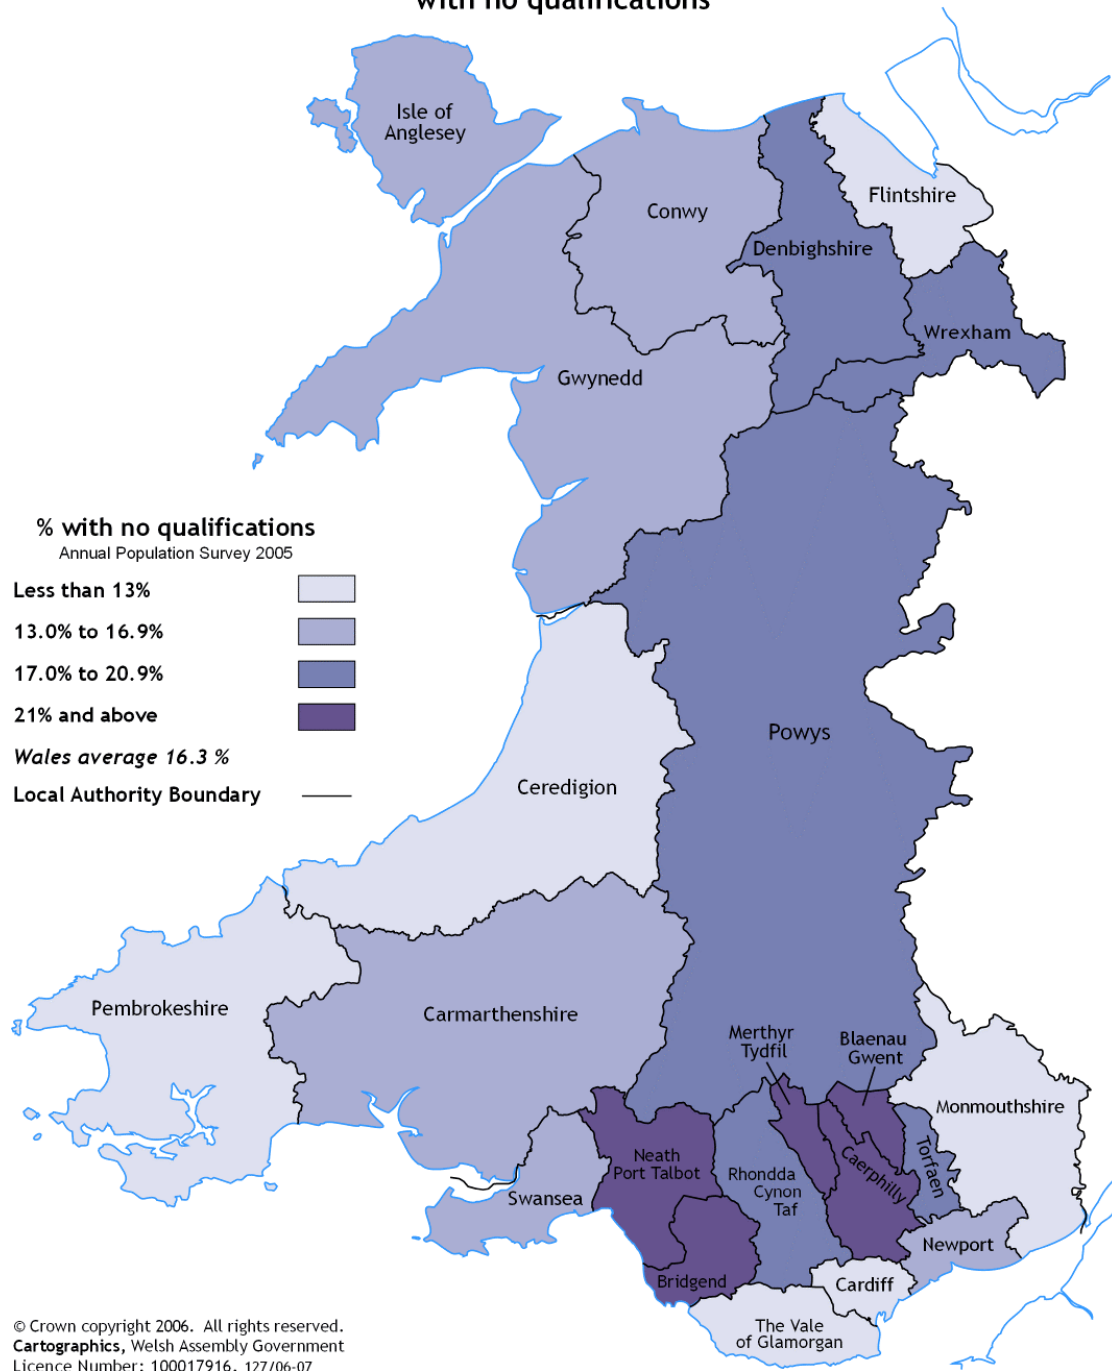 with no qualifications
Isle of
Anglesey
Conwy
Flintshire
Denbighshire
Wrexham
Gwynedd
% with no qualifications
Annual Population Survey 2005
Less than 13%
13.0% to 16.9%
17.0% to 20.9%
21% and above
Wales average 16.3 %
Local Authority Boundary
Powys
Ceredigion
Pembrokeshire
Carmarthenshire
Merthyr
Tydfil
Blaenau
Gwent
Monmouthshire
Neath
Port Talbot
Rhondda
Cynon
Taf
Caerphilly
Torfaen
Swansea
Newport
Bridgend
Cardiff
The Vale
of Glamorgan
© Crown copyright 2006. All rights reserved.
Cartographics, Welsh Assembly Government
Licence Number: 100017916. 127/06-07